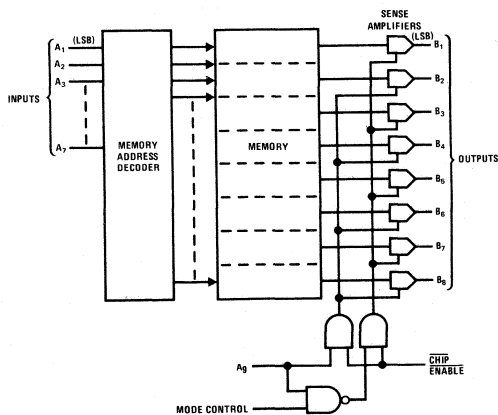 SENSE
AMPLIFIERS
(LSB)
INPUTS
A1 (LSB)
A2
A3
A7
MEMORY
ADDRESS
DECODER
MEMORY
B1
B2
B3
B4
B5
B6
B7
B8
OUTPUTS
A9
CHIP
ENABLE
MODE CONTROL